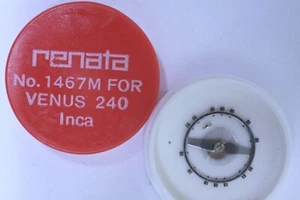 renata
No. 1467M FOR
VENUS 240
Inca